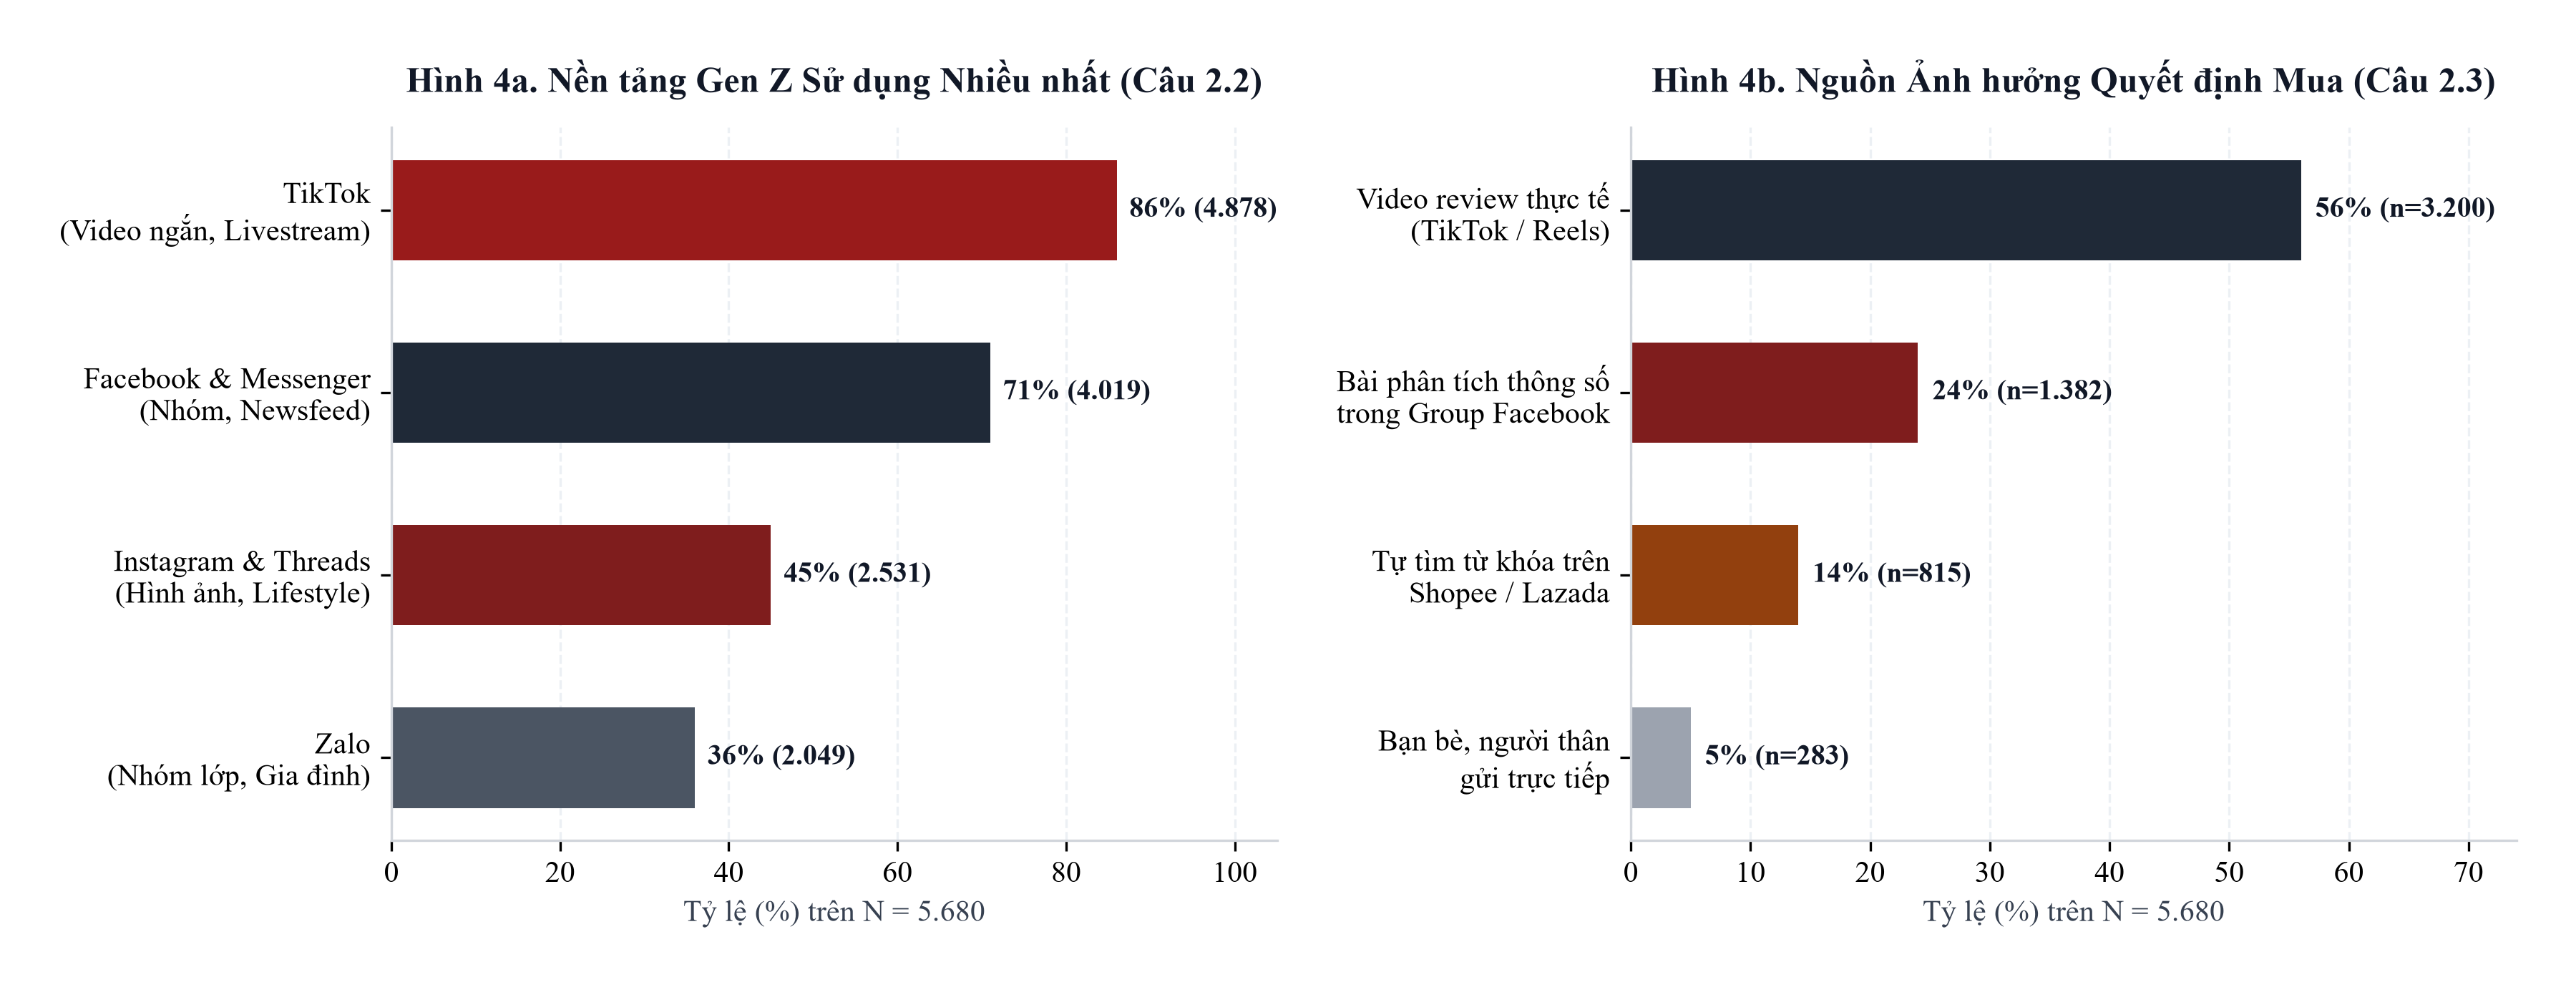 Hình 4a. Nền tảng Gen Z Sử dụng Nhiều nhất (Câu 2.2)
TikTok
(Video ngắn, Livestream)
86% (4.878)
Facebook & Messenger
(Nhóm, Newsfeed)
71% (4.019)
Instagram & Threads
(Hình ảnh, Lifestyle)
45% (2.531)
Zalo
(Nhóm lớp, Gia đình)
36% (2.049)
0 20 40 60 80 100
Tỷ lệ (%) trên N = 5.680
Hình 4b. Nguồn Ảnh hưởng Quyết định Mua (Câu 2.3)
Video review thực tế
(TikTok / Reels)
56% (n=3.200)
Bài phân tích thông số
trong Group Facebook
24% (n=1.382)
Tự tìm từ khóa trên
Shopee / Lazada
14% (n=815)
Bạn bè, người thân
gửi trực tiếp
5% (n=283)
0 10 20 30 40 50 60 70
Tỷ lệ (%) trên N = 5.680